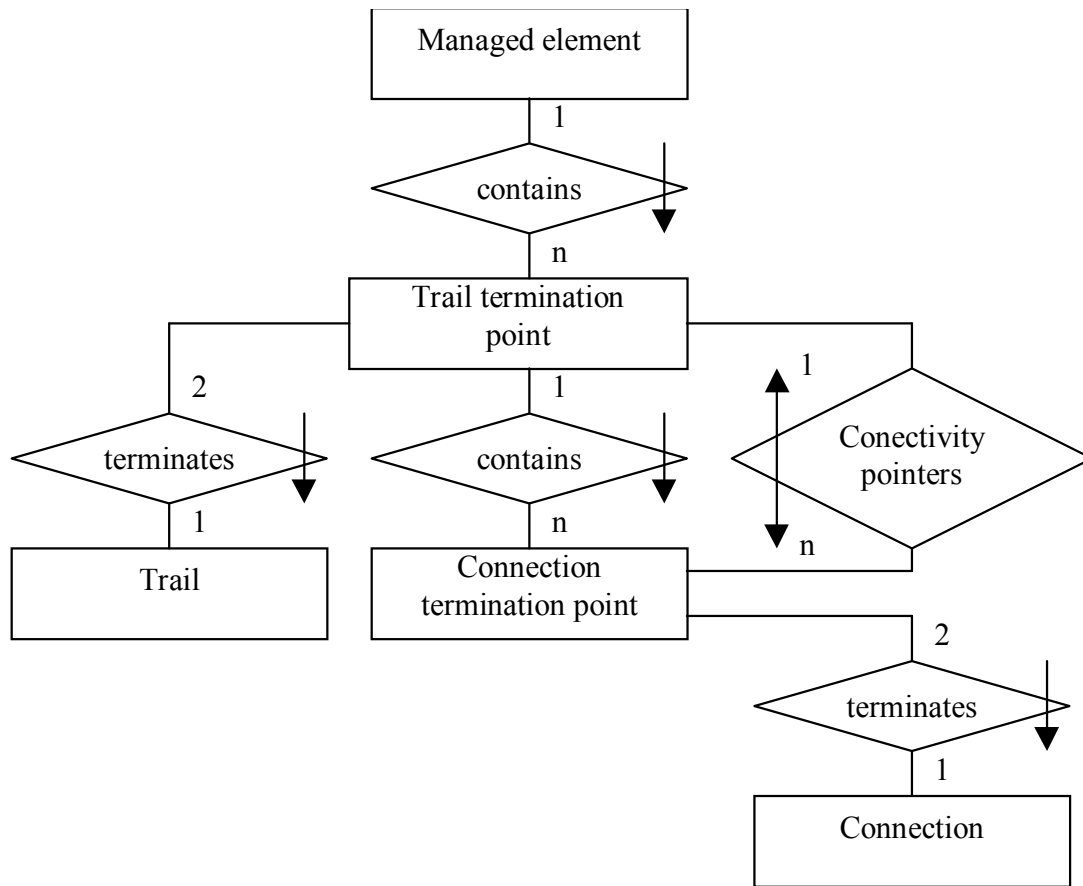 Managed element
1
contains
n
Trail termination
point
2
1
1
terminates
contains
Conectivity
pointers
1
n
n
Trail
Connection
termination point
2
terminates
1
Connection